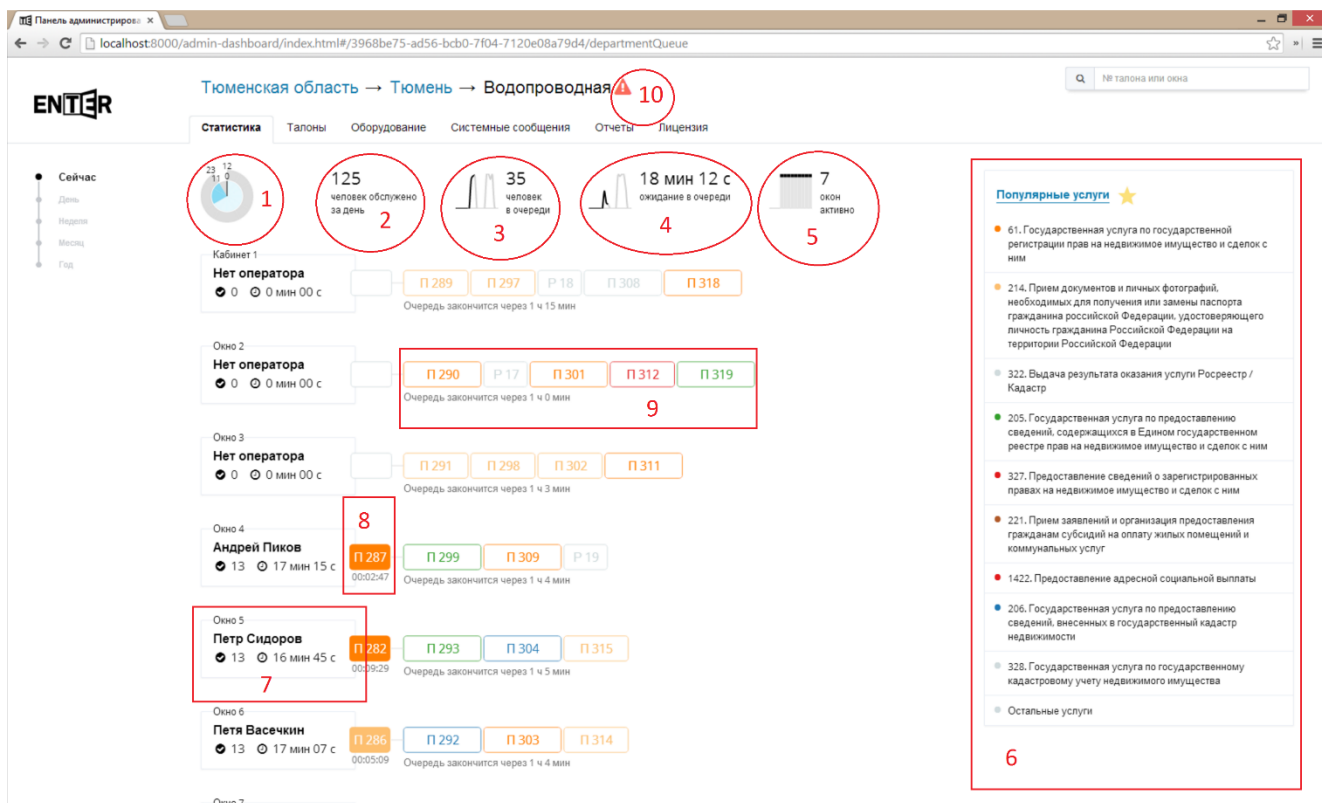 Панель администрирова
localhost:8000/admin-dashboard/index.html#/3968be75-ad56-bcb0-7f04-7120e08a79d4/departmentQueue
ENTER
Тюменская область → Тюмень → Водопроводная
10
№ талона или окна
Статистика Талоны Оборудование Системные сообщения Отчеты Лицензия
Сейчас
День
Неделя
Месяц
Год
23 12
11 0
1
125
человек обслужено
за день
2
35
человек
в очереди
3
18 мин 12 с
ожидание в очереди
4
7
окон
активно
5
Кабинет 1
Нет оператора
0 0 мин 00 с
П 289 П 297 Р 18 П 308 П 318
Очередь закончится через 1 ч 15 мин
Окно 2
Нет оператора
0 0 мин 00 с
П 290 Р 17 П 301 П 312 П 319
Очередь закончится через 1 ч 0 мин
9
Окно 3
Нет оператора
0 0 мин 00 с
П 291 П 298 П 302 П 311
Очередь закончится через 1 ч 3 мин
8
Окно 4
Андрей Пиков
13 17 мин 15 с
П 287
00:02:47
П 299 П 309 Р 19
Очередь закончится через 1 ч 4 мин
Окно 5
Петр Сидоров
13 16 мин 45 с
7
П 282
00:09:29
П 293 П 304 П 315
Очередь закончится через 1 ч 5 мин
Окно 6
Петя Васечкин
13 17 мин 07 с
П 286
00:05:09
П 292 П 303 П 314
Очередь закончится через 1 ч 4 мин
Окно 7
Популярные услуги
61. Государственная услуга по государственной
регистрации прав на недвижимое имущество и сделок с
ним
214. Прием документов и личных фотографий,
необходимых для получения или замены паспорта
гражданина российской Федерации, удостоверяющего
личность гражданина Российской Федерации на
территории Российской Федерации
322. Выдача результата оказания услуги Росреестр /
Кадастр
205. Государственная услуга по предоставлению
сведений, содержащихся в Едином государственном
реестре прав на недвижимое имущество и сделок с ним
327. Предоставление сведений о зарегистрированных
правах на недвижимое имущество и сделок с ним
221. Прием заявлений и организация предоставления
гражданам субсидий на оплату жилых помещений и
коммунальных услуг
1422. Предоставление адресной социальной выплаты
206. Государственная услуга по предоставлению
сведений, внесенных в государственный кадастр
недвижимости
328. Государственная услуга по государственному
кадастровому учету недвижимого имущества
Остальные услуги
6